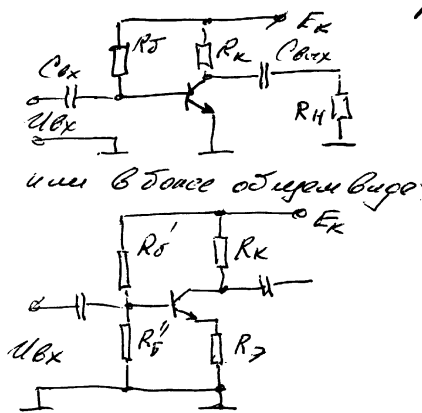 Eк
Rб
Rк
Cвых
Cвх
Uвх
Rн
или в более общем виде:
Eк
Rб'
Rк
Uвх
Rб''
Rэ